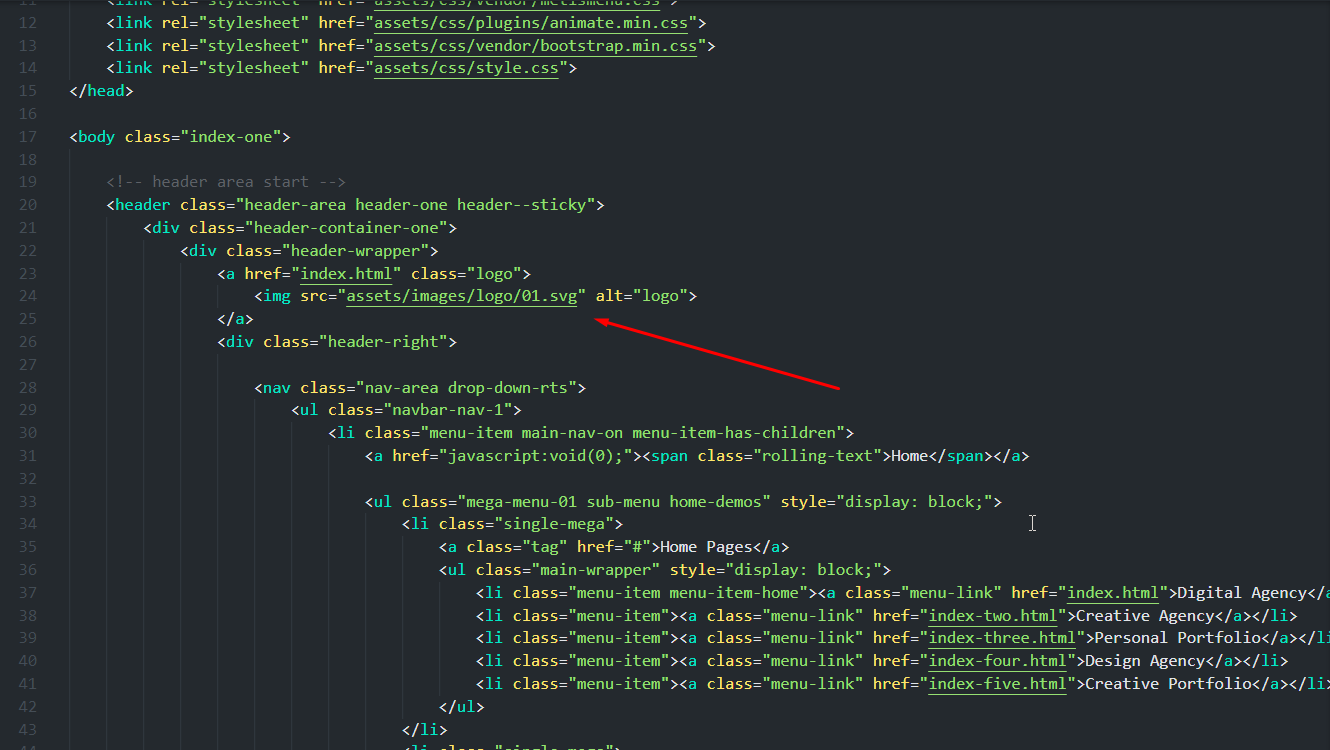 11 <link rel="stylesheet" href="assets/css/vendor/metismenu.css">
12 <link rel="stylesheet" href="assets/css/plugins/animate.min.css">
13 <link rel="stylesheet" href="assets/css/vendor/bootstrap.min.css">
14 <link rel="stylesheet" href="assets/css/style.css">
15 </head>
16
17 <body class="index-one">
18
19 <!-- header area start -->
20 <header class="header-area header-one header--sticky">
21 <div class="header-container-one">
22 <div class="header-wrapper">
23 <a href="index.html" class="logo">
24 <img src="assets/images/logo/01.svg" alt="logo">
25 </a>
26 <div class="header-right">
27
28 <nav class="nav-area drop-down-rts">
29 <ul class="navbar-nav-1">
30 <li class="menu-item main-nav-on menu-item-has-children">
31 <a href="javascript:void(0);"><span class="rolling-text">Home</span></a>
32
33 <ul class="mega-menu-01 sub-menu home-demos" style="display: block;">
34 <li class="single-mega">
35 <a class="tag" href="#">Home Pages</a>
36 <ul class="main-wrapper" style="display: block;">
37 <li class="menu-item menu-item-home"><a class="menu-link" href="index.html">Digital Agency</a
38 <li class="menu-item"><a class="menu-link" href="index-two.html">Creative Agency</a></li>
39 <li class="menu-item"><a class="menu-link" href="index-three.html">Personal Portfolio</a></li
40 <li class="menu-item"><a class="menu-link" href="index-four.html">Design Agency</a></li>
41 <li class="menu-item"><a class="menu-link" href="index-five.html">Creative Portfolio</a></li>
42 </ul>
43 </li>
44 <li class="single-mega">